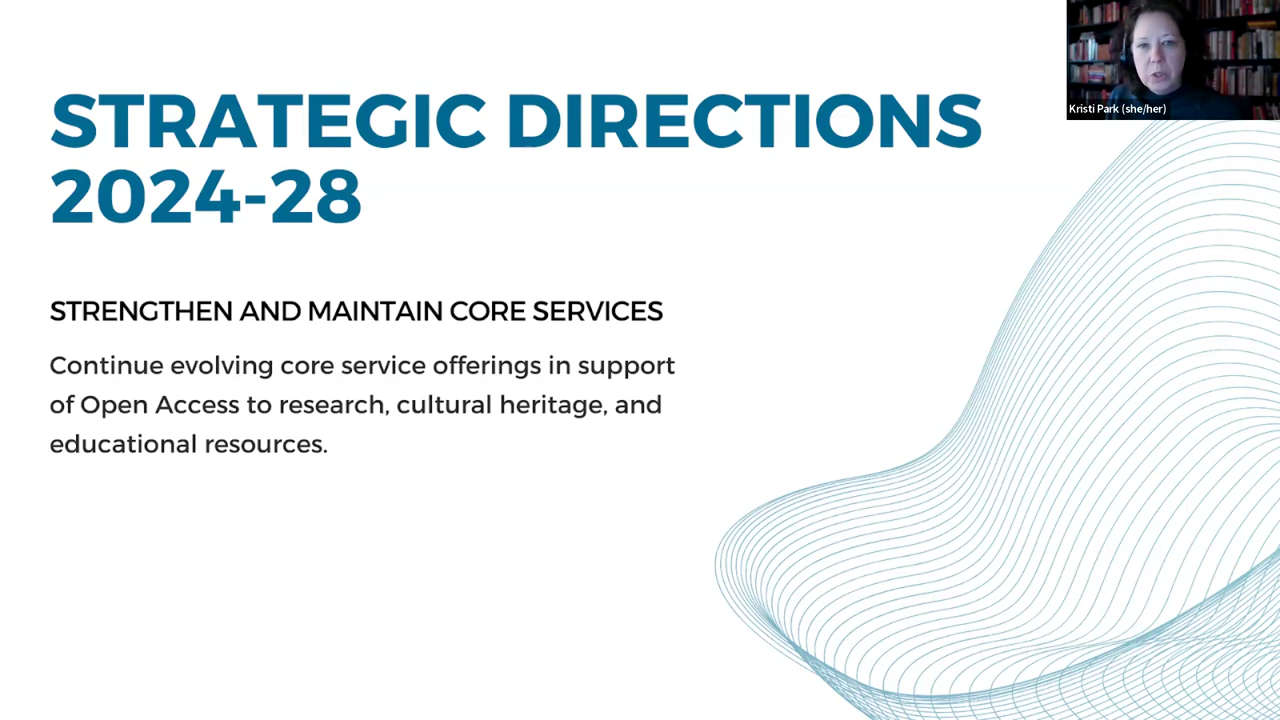 STRATEGIC DIRECTIONS
2024-28
STRENGTHEN AND MAINTAIN CORE SERVICES
Continue evolving core service offerings in support
of Open Access to research, cultural heritage, and
educational resources.
Kristi Park (she/her)